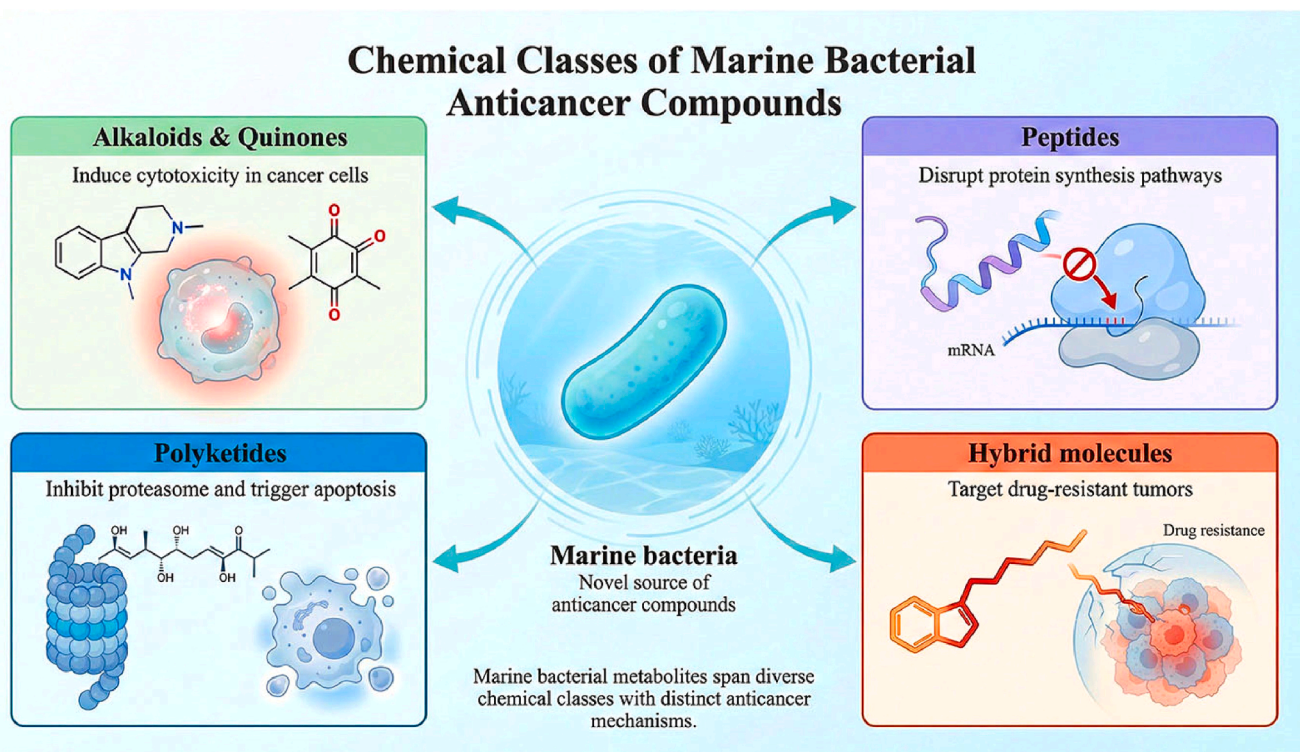 Chemical Classes of Marine Bacterial
Anticancer Compounds
Alkaloids & Quinones
Induce cytotoxicity in cancer cells
N
N
O
O
O
Peptides
Disrupt protein synthesis pathways
mRNA
Polyketides
Inhibit proteasome and trigger apoptosis
OH
OH
O
OH
OH
Marine bacteria
Novel source of
anticancer compounds
Marine bacterial metabolites span diverse
chemical classes with distinct anticancer
mechanisms.
Hybrid molecules
Target drug-resistant tumors
Drug resistance